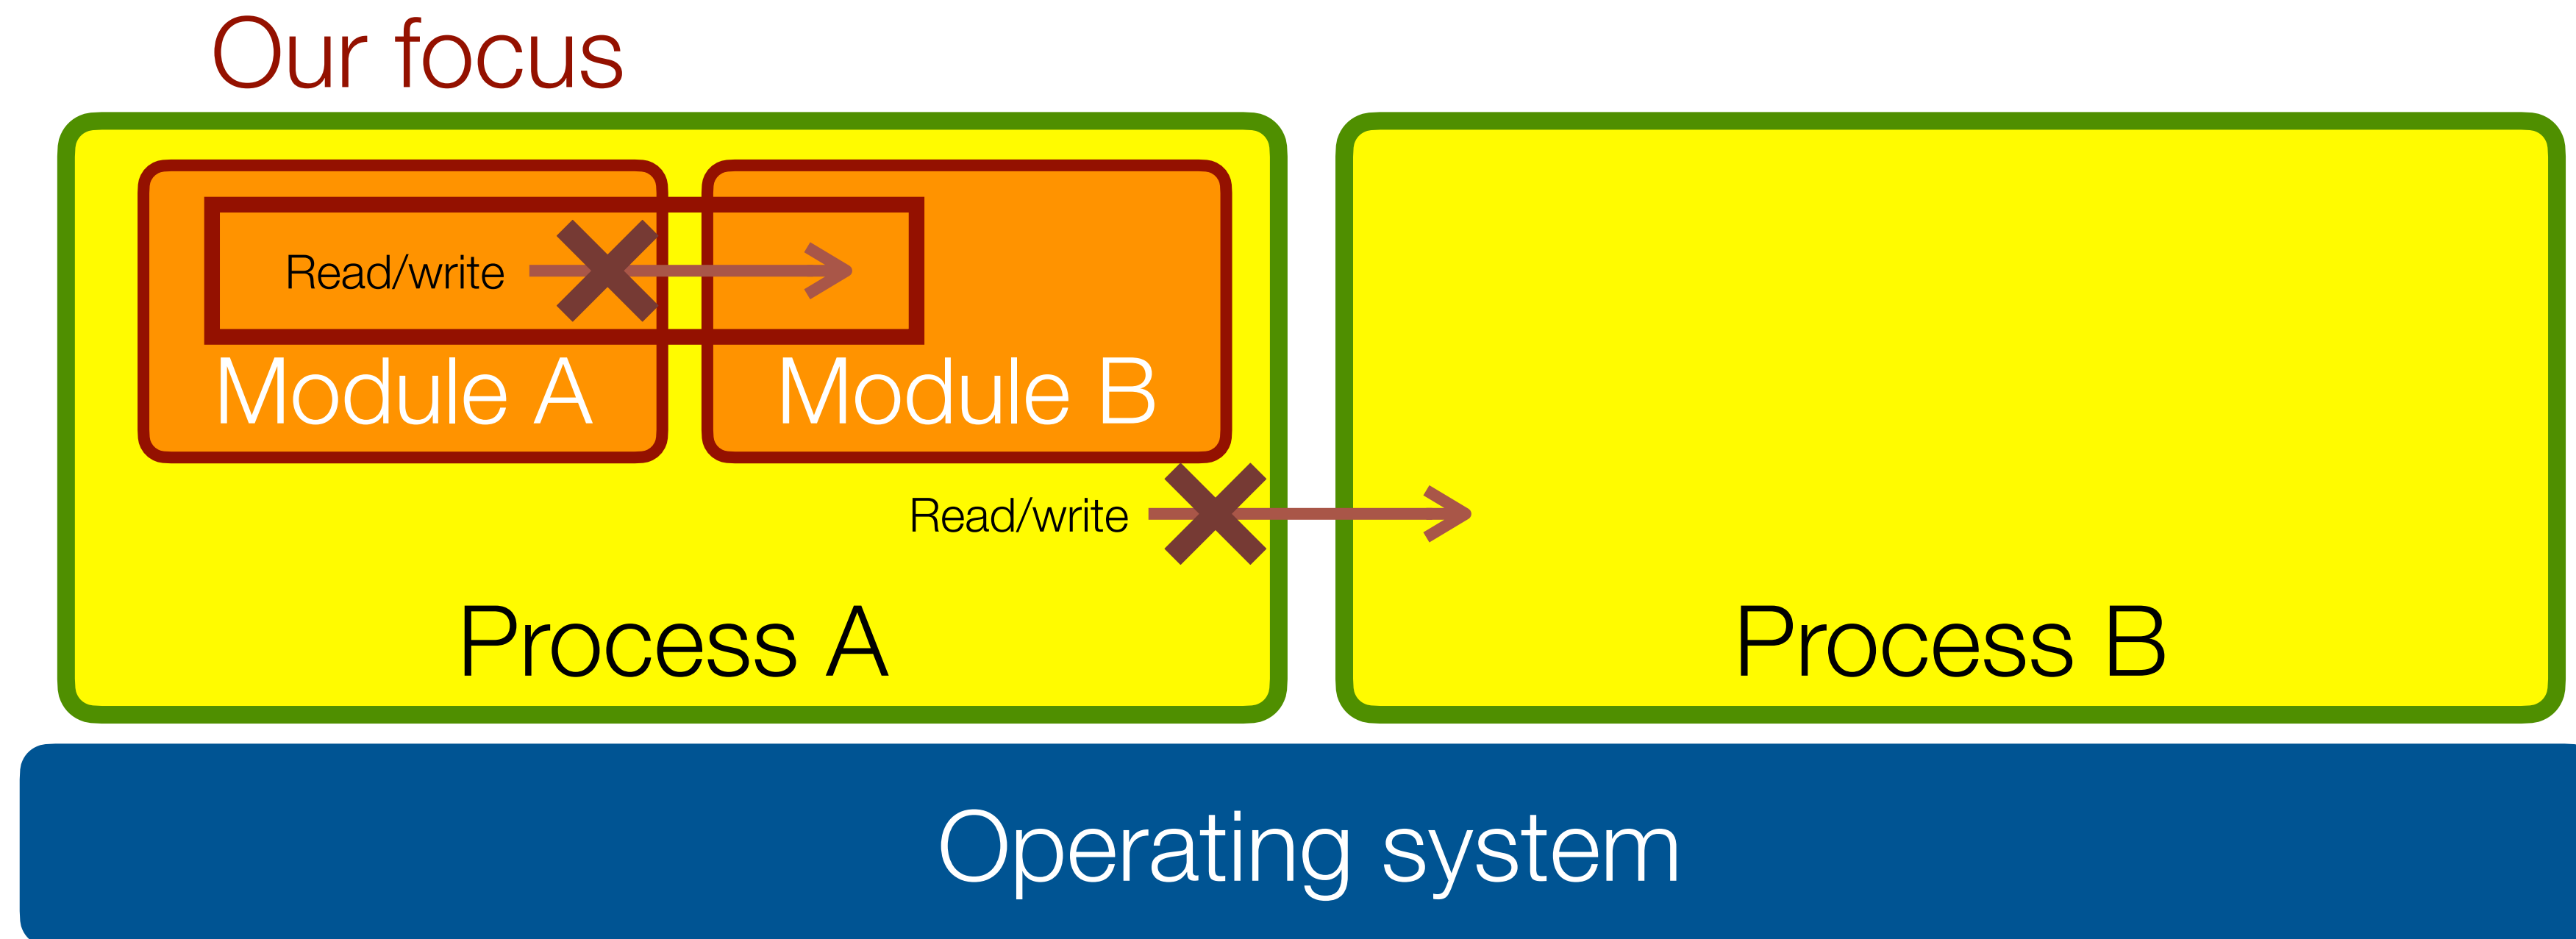 Our focus
Read/write
Module A
Module B
Read/write
Process A
Process B
Operating system